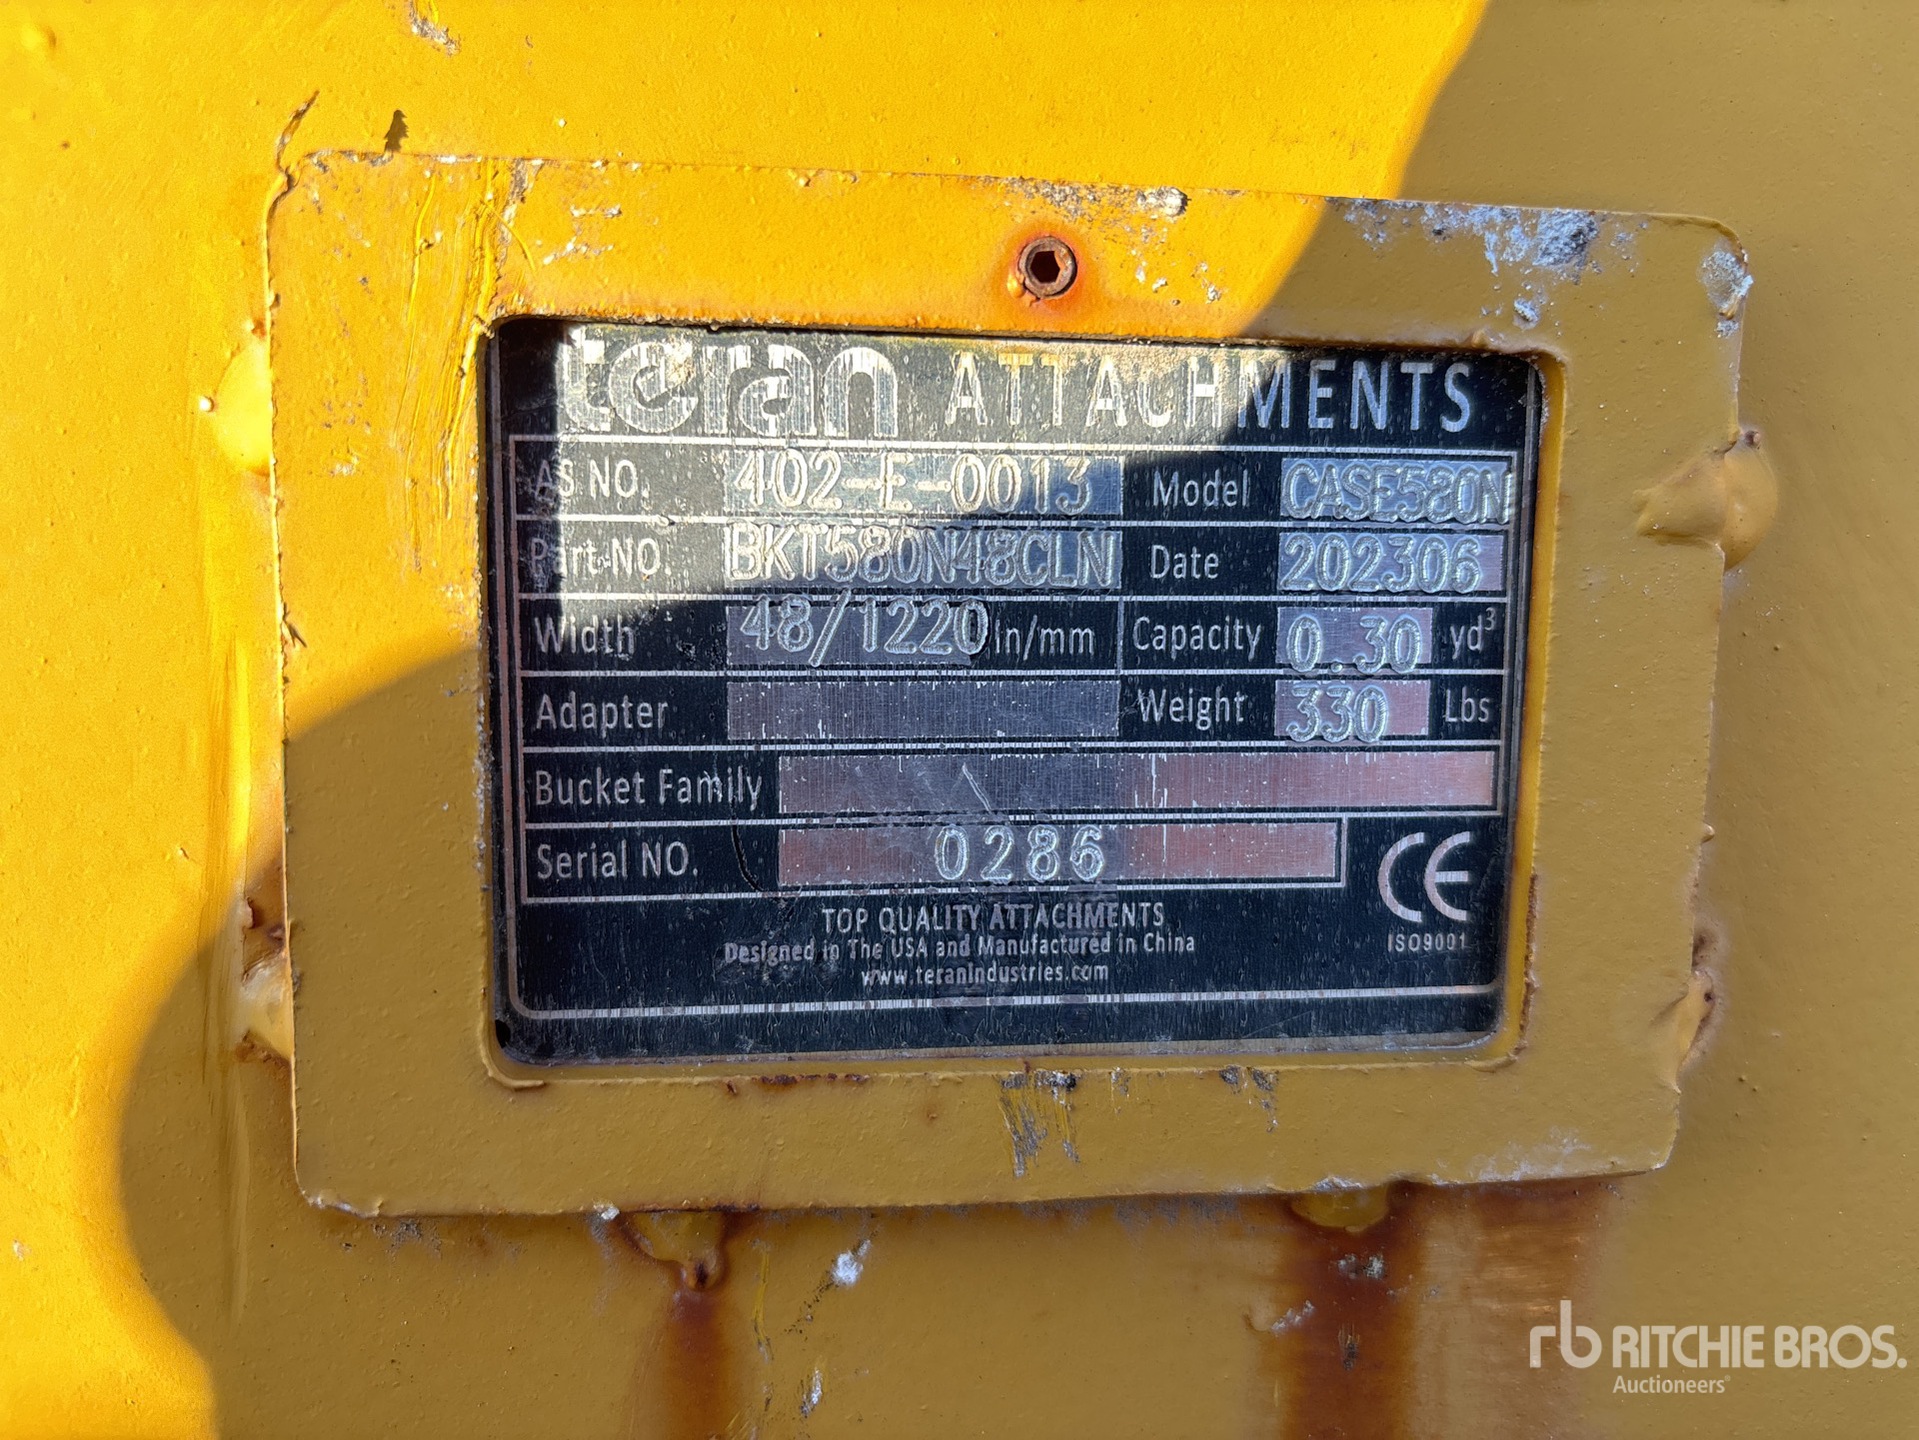 teran ATTACHMENTS
AS NO. 402-E-0013 Model CASE580N
Part NO. BKT580N48CLN Date 202306
Width 48/1220 in/mm Capacity 0.30 yd³
Adapter Weight 330 Lbs
Bucket Family
Serial NO. 0286
CE
ISO9001
TOP QUALITY ATTACHMENTS
Designed in The USA and Manufactured in China
www.teranindustries.com
rb RITCHIE BROS.
Auctioneers